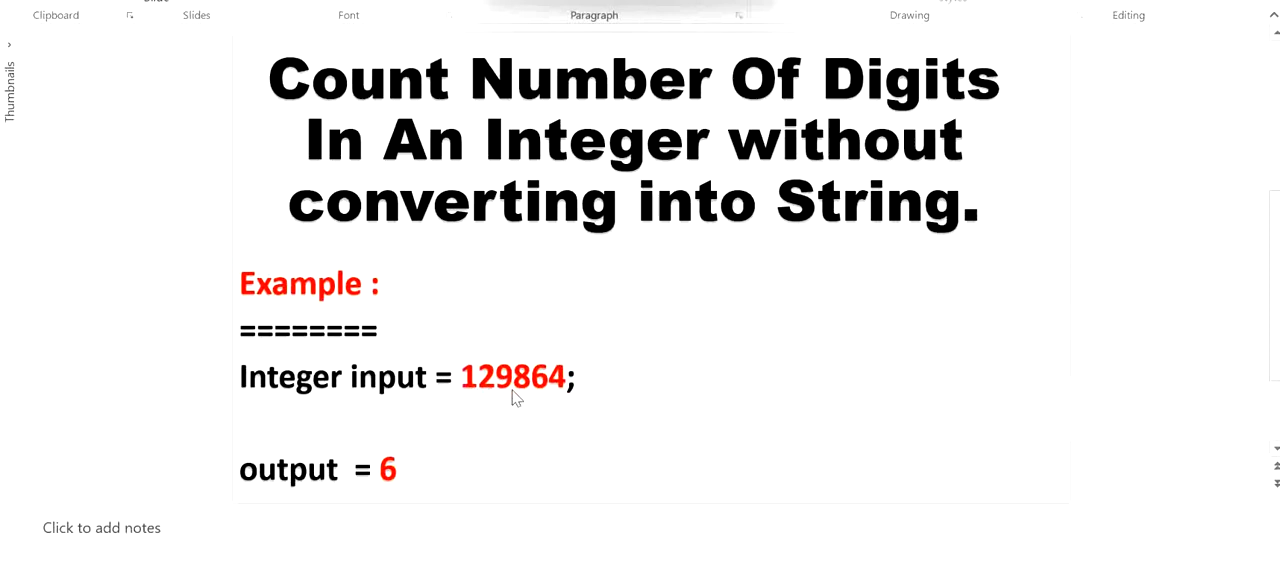 Clipboard Slides Font Paragraph Drawing Editing
Thumbnails
Count Number Of Digits
In An Integer without
converting into String.
Example :
========
Integer input = 129864;
output = 6
Click to add notes